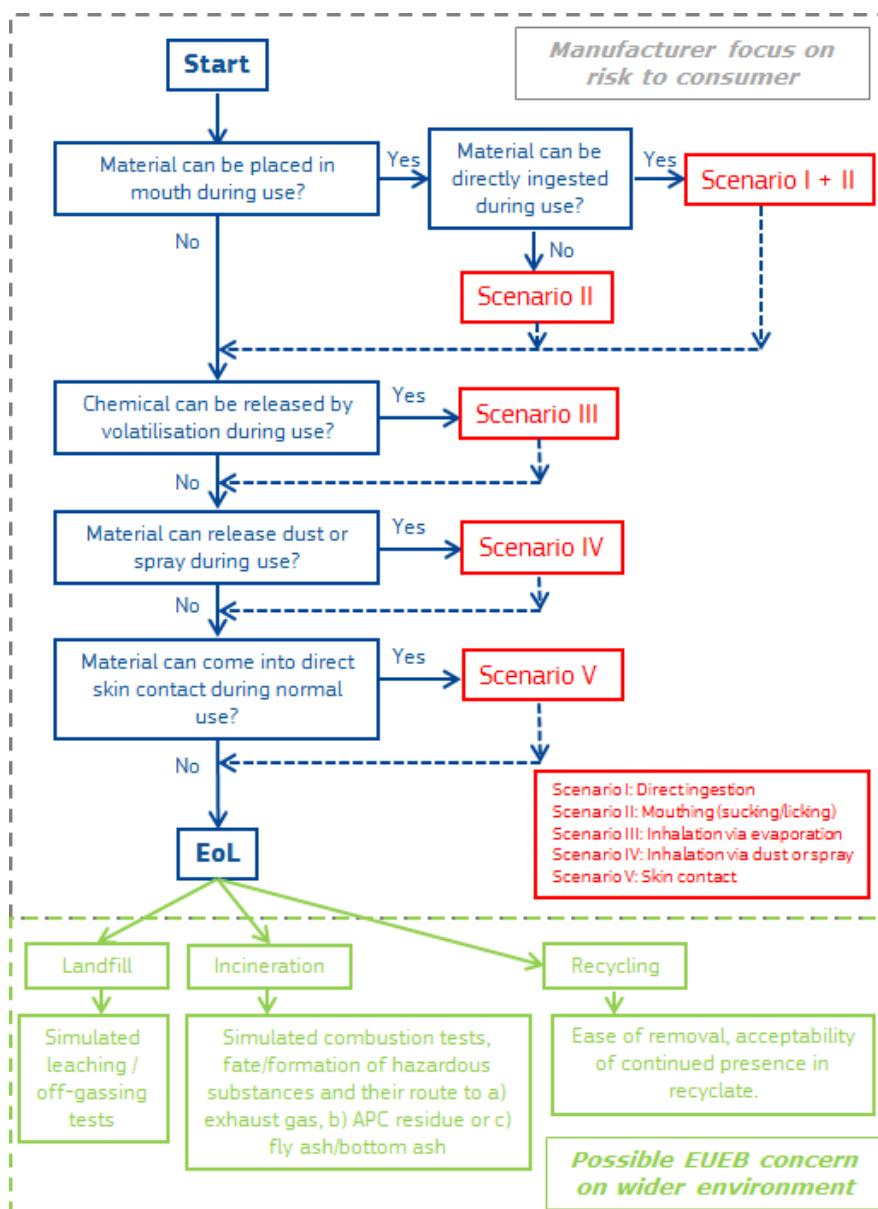 Manufacturer focus on
risk to consumer
Start
Material can be placed in
mouth during use?
Yes
Material can be
directly ingested
during use?
Yes
Scenario I + II
No
No
Scenario II
Chemical can be released by
volatilisation during use?
Yes
Scenario III
No
Material can release dust or
spray during use?
Yes
Scenario IV
No
Material can come into direct
skin contact during normal
use?
Yes
Scenario V
No
Scenario I: Direct ingestion
Scenario II: Mouthing (sucking/licking)
Scenario III: Inhalation via evaporation
Scenario IV: Inhalation via dust or spray
Scenario V: Skin contact
EoL
Landfill
Incineration
Recycling
Simulated
leaching /
off-gassing
tests
Simulated combustion tests,
fate/formation of hazardous
substances and their route to a)
exhaust gas, b) APC residue or c)
fly ash/bottom ash
Ease of removal, acceptability
of continued presence in
recyclate.
Possible EUEB concern
on wider environment